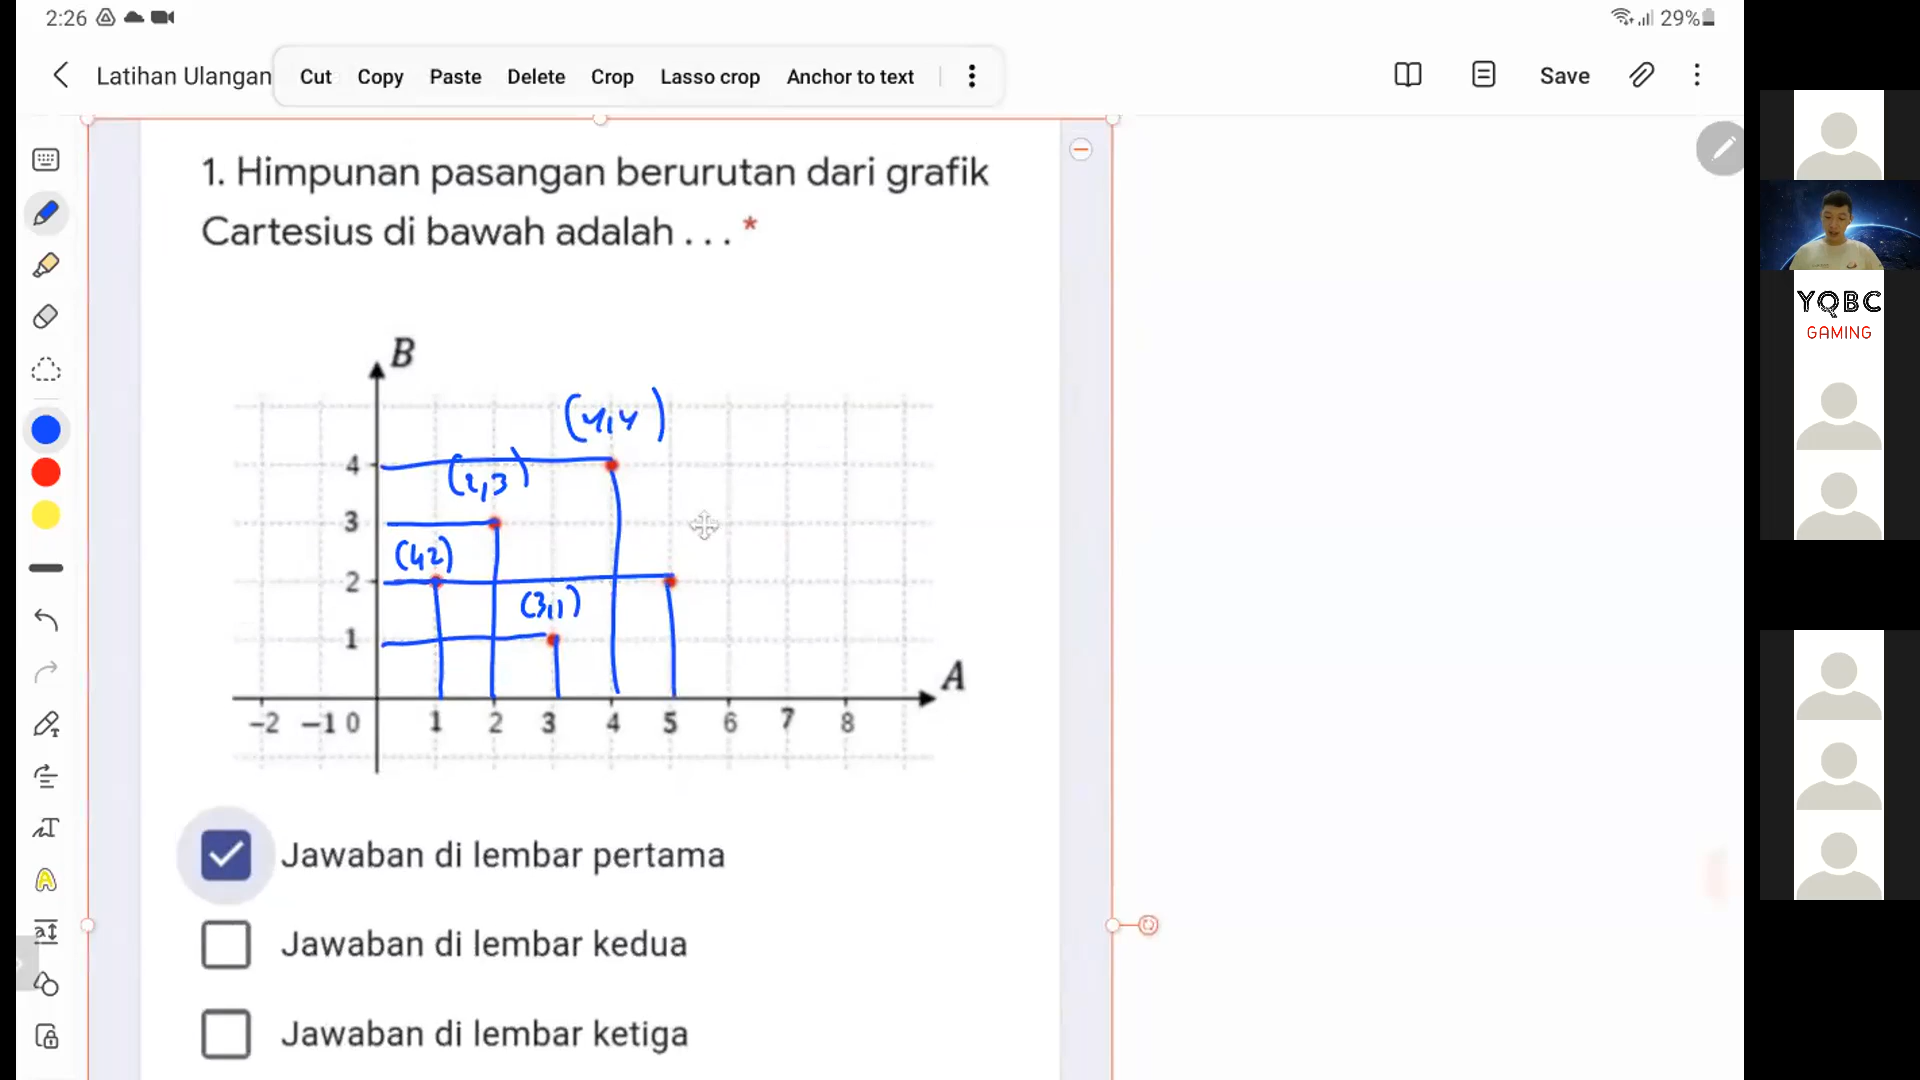 2:26
29%
Latihan Ulangan
Cut Copy Paste Delete Crop Lasso crop Anchor to text
Save
1. Himpunan pasangan berurutan dari grafik
Cartesius di bawah adalah . . . *
B
(4,4)
4
(2,3)
3
(1,2)
2
(3,1)
1
A
-2 -1 0 1 2 3 4 5 6 7 8
Jawaban di lembar pertama
Jawaban di lembar kedua
Jawaban di lembar ketiga
YQBC
GAMING